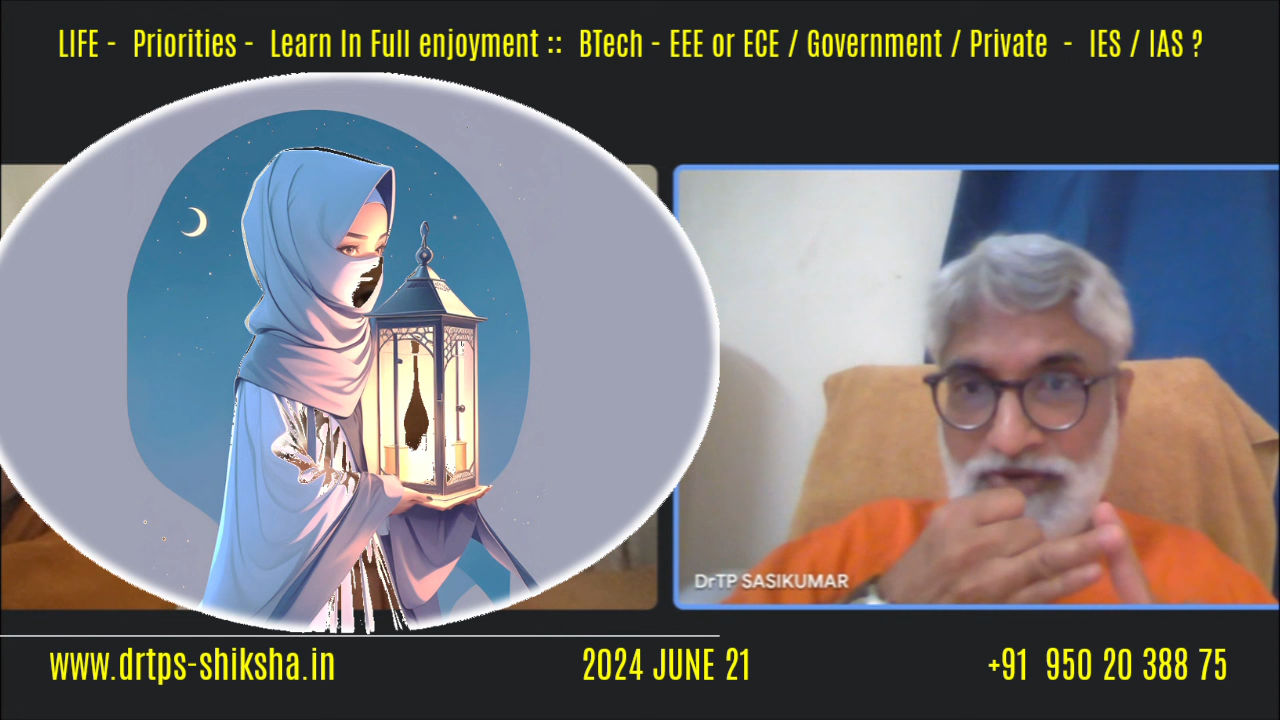 LIFE - Priorities - Learn In Full enjoyment :: BTech - EEE or ECE / Government / Private - IES / IAS ?
DrTP SASIKUMAR
www.drtps-shiksha.in 2024 JUNE 21 +91 950 20 388 75